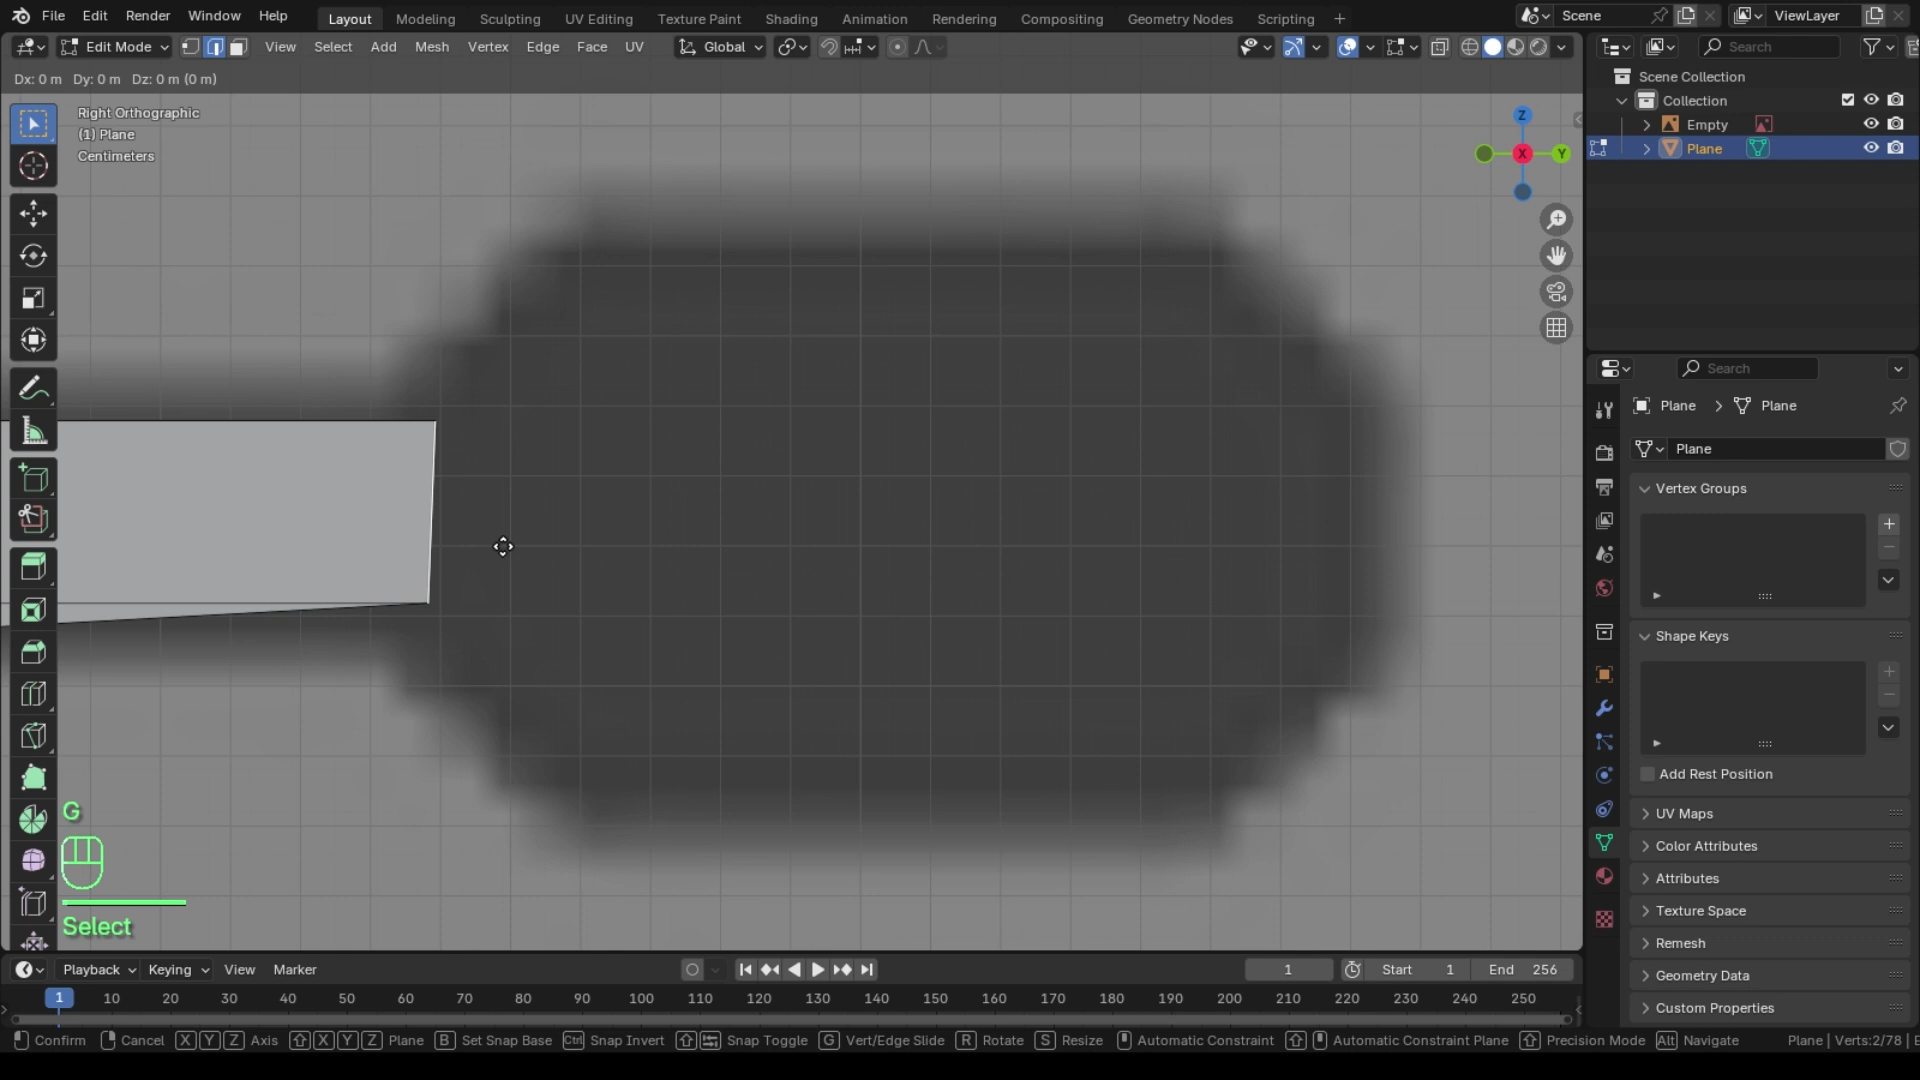 File Edit Render Window Help Layout Modeling Sculpting UV Editing Texture Paint Shading Animation Rendering Compositing Geometry Nodes Scripting + Scene ViewLayer
Edit Mode View Select Add Mesh Vertex Edge Face UV Global Search
Dx: 0 m Dy: 0 m Dz: 0 m (0 m)
Right Orthographic
(1) Plane
Centimeters
Z
X
Y
Scene Collection
Collection
Empty
Plane
Search
Plane > Plane
Plane
Vertex Groups
Shape Keys
Add Rest Position
UV Maps
Color Attributes
Attributes
Texture Space
Remesh
Geometry Data
Custom Properties
G
Select
Playback Keying View Marker 1 Start 1 End 256
1 10 20 30 40 50 60 70 80 90 100 110 120 130 140 150 160 170 180 190 200 210 220 230 240 250
Confirm Cancel X Y Z Axis X Y Z Plane B Set Snap Base Ctrl Snap Invert Snap Toggle G Vert/Edge Slide R Rotate S Resize Automatic Constraint Automatic Constraint Plane Precision Mode Alt Navigate Plane | Verts:2/78 |